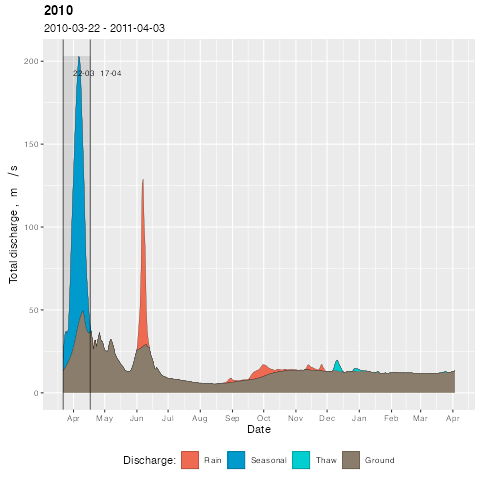 2010
2010-03-22 - 2011-04-03
22-03 17-04
200
150
100
50
0
Total discharge , m / s
Apr May Jun Jul Aug Sep Oct Nov Dec Jan Feb Mar Apr
Date
Discharge: Rain Seasonal Thaw Ground